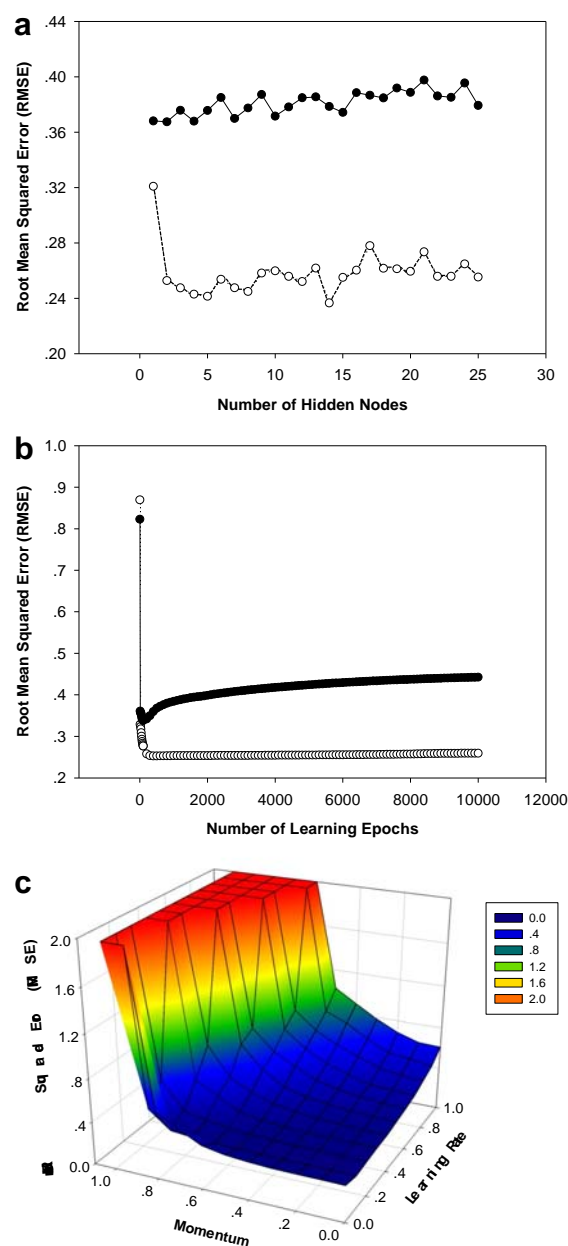 a
.44
.40
.36
.32
.28
.24
.20
Root Mean Squared Error (RMSE)
0 5 10 15 20 25 30
Number of Hidden Nodes
b
1.0
.9
.8
.7
.6
.5
.4
.3
.2
Root Mean Squared Error (RMSE)
0 2000 4000 6000 8000 10000 12000
Number of Learning Epochs
c
2.0
1.6
1.2
.8
.4
0.0
1.0 .8 .6 .4 .2 0.0
Momentum
0.0 .2 .4 .6 .8 1.0
Learning Rate
0.0
.4
.8
1.2
1.6
2.0